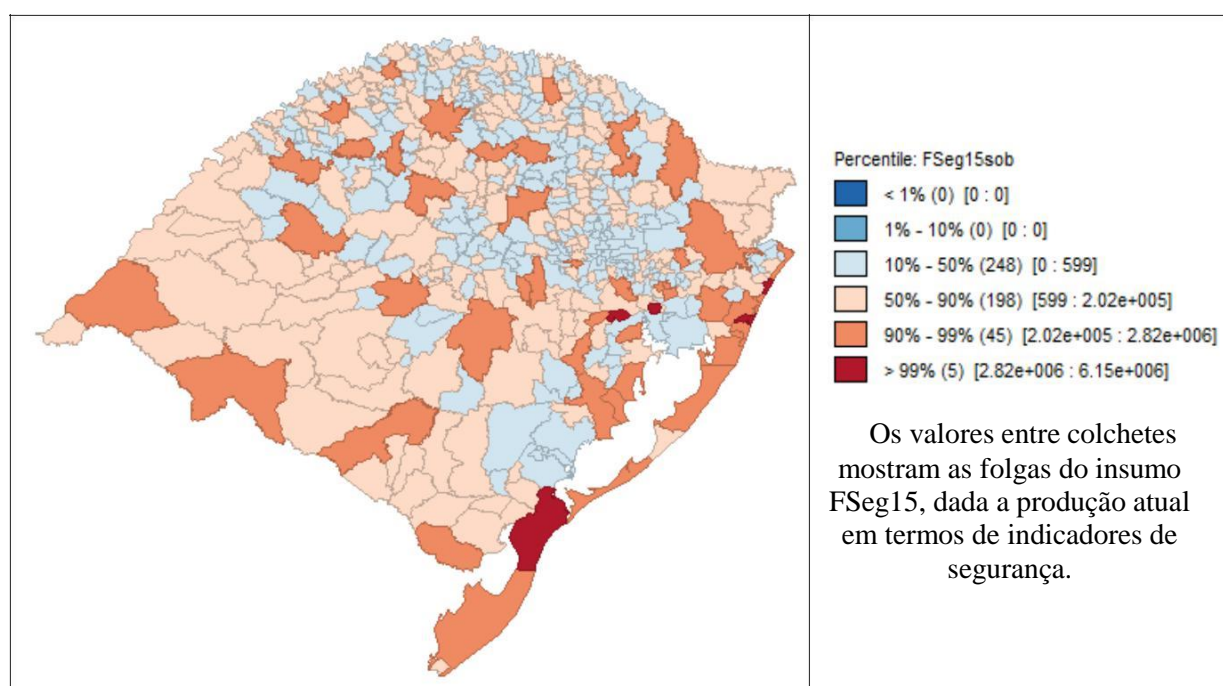 Percentile: FSeg15sob
< 1% (0) [0 : 0]
1% - 10% (0) [0 : 0]
10% - 50% (248) [0 : 599]
50% - 90% (198) [599 : 2.02e+005]
90% - 99% (45) [2.02e+005 : 2.82e+006]
> 99% (5) [2.82e+006 : 6.15e+006]
Os valores entre colchetes
mostram as folgas do insumo
FSeg15, dada a produção atual
em termos de indicadores de
segurança.